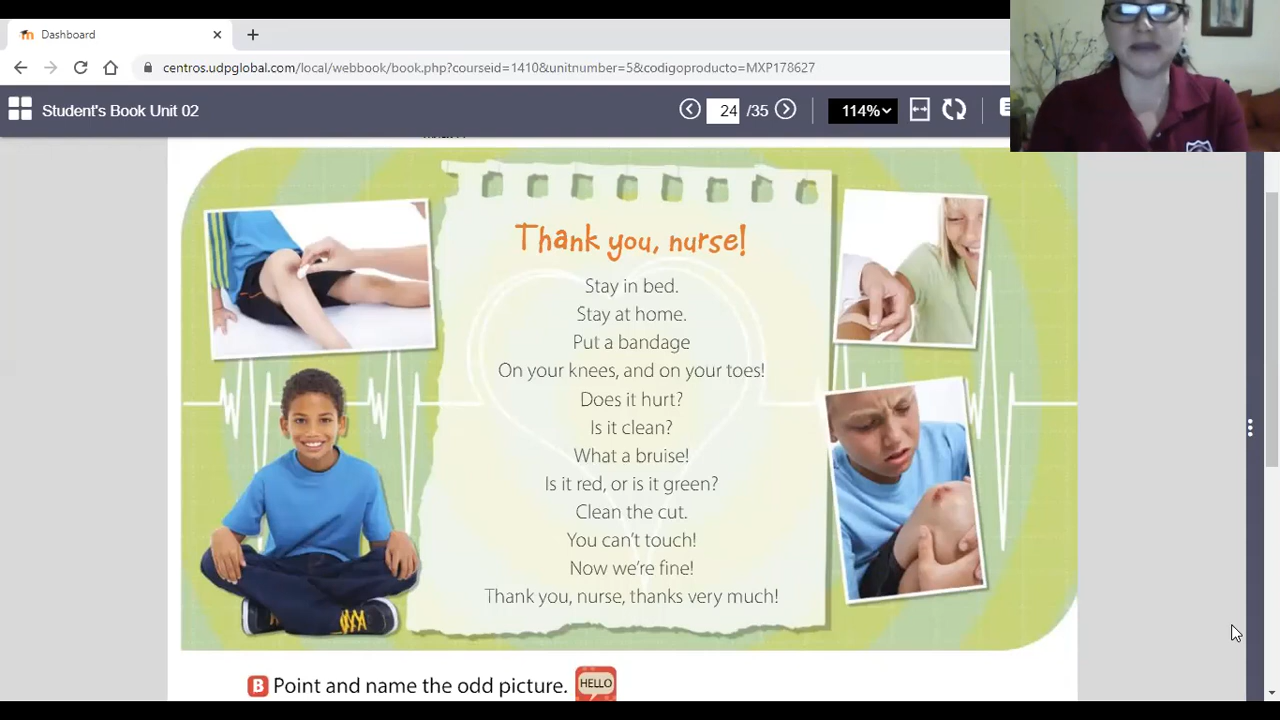 Dashboard
centros.udpglobal.com/local/webbook/book.php?courseid=1410&unitnumber=5&codigoproducto=MXP178627
Student's Book Unit 02
24 /35
114%
Thank you, nurse!
Stay in bed.
Stay at home.
Put a bandage
On your knees, and on your toes!
Does it hurt?
Is it clean?
What a bruise!
Is it red, or is it green?
Clean the cut.
You can't touch!
Now we're fine!
Thank you, nurse, thanks very much!
B Point and name the odd picture. HELLO